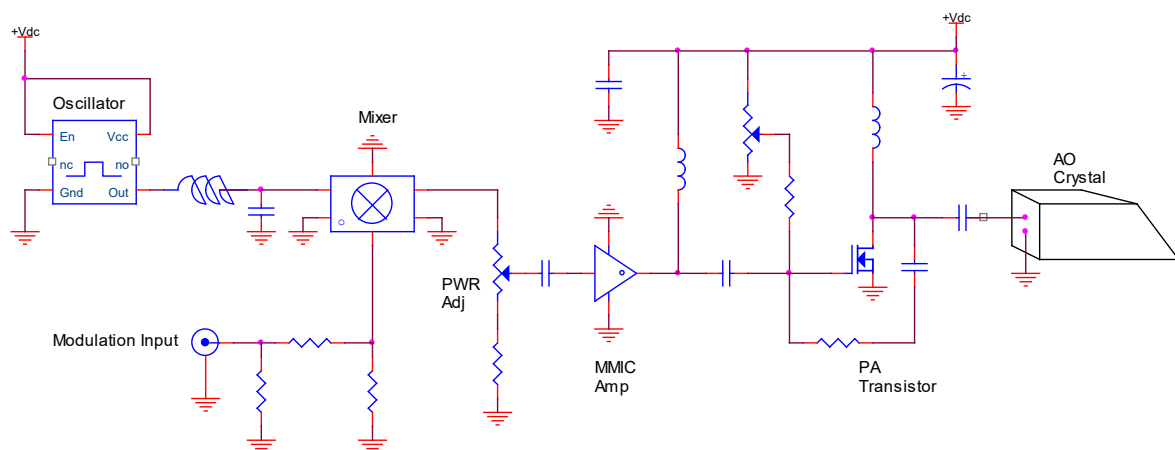 +Vdc
Oscillator
En Vcc
nc no
Gnd Out
Mixer
Modulation Input
PWR
Adj
MMIC
Amp
+Vdc
PA
Transistor
AO
Crystal
+